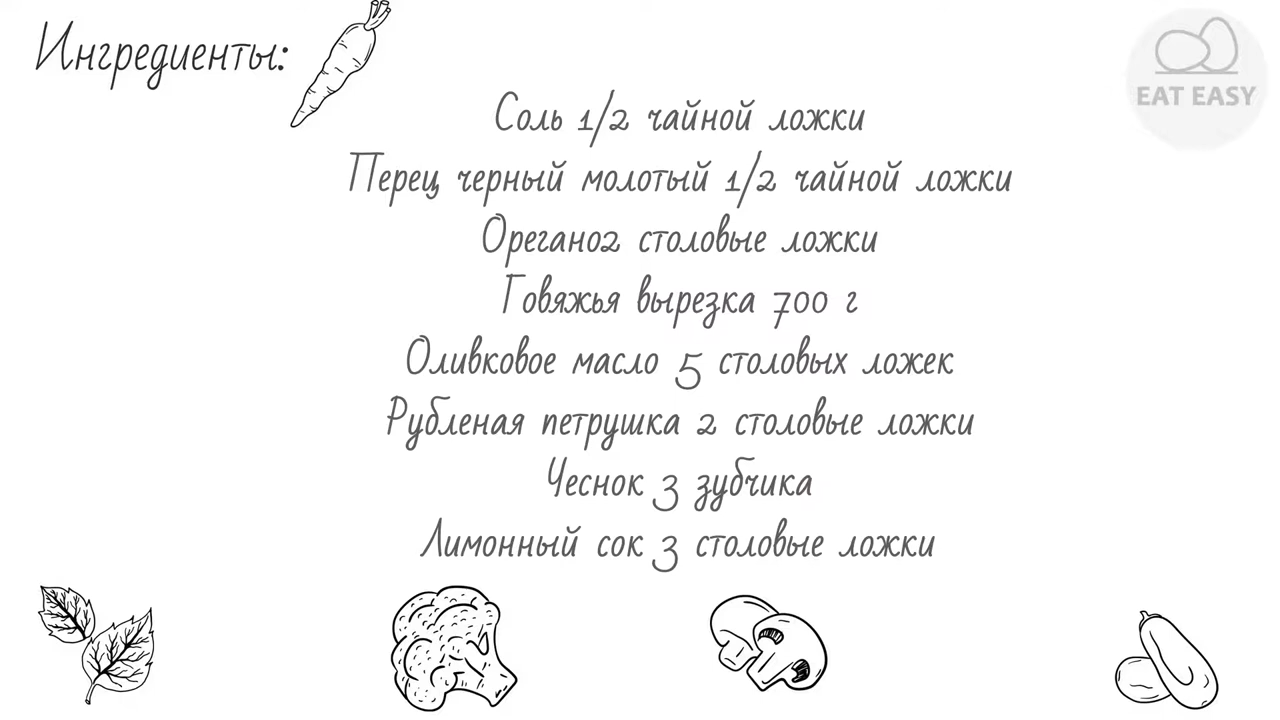 Ингредиенты:
EAT EASY
Соль 1/2 чайной ложки
Перец черный молотый 1/2 чайной ложки
Орегано2 столовые ложки
Говяжья вырезка 700 г
Оливковое масло 5 столовых ложек
Рубленая петрушка 2 столовые ложки
Чеснок 3 зубчика
Лимонный сок 3 столовые ложки